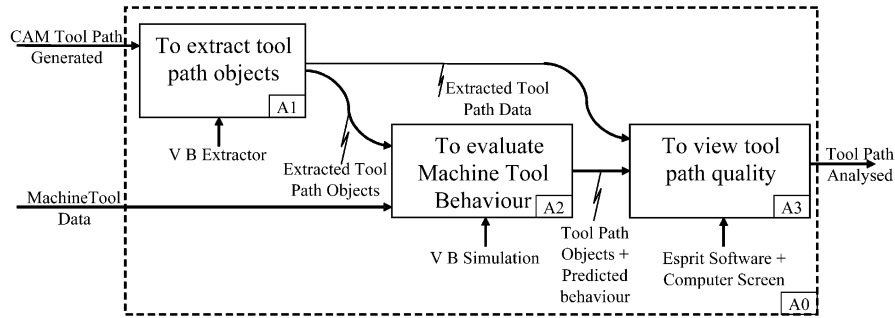 CAM Tool Path
Generated
To extract tool
path objects
A1
V B Extractor
Extracted Tool
Path Data
Extracted Tool
Path Objects
MachineTool
Data
To evaluate
Machine Tool
Behaviour
A2
V B Simulation
Tool Path
Objects +
Predicted
behaviour
To view tool
path quality
A3
Esprit Software +
Computer Screen
Tool Path
Analysed
A0